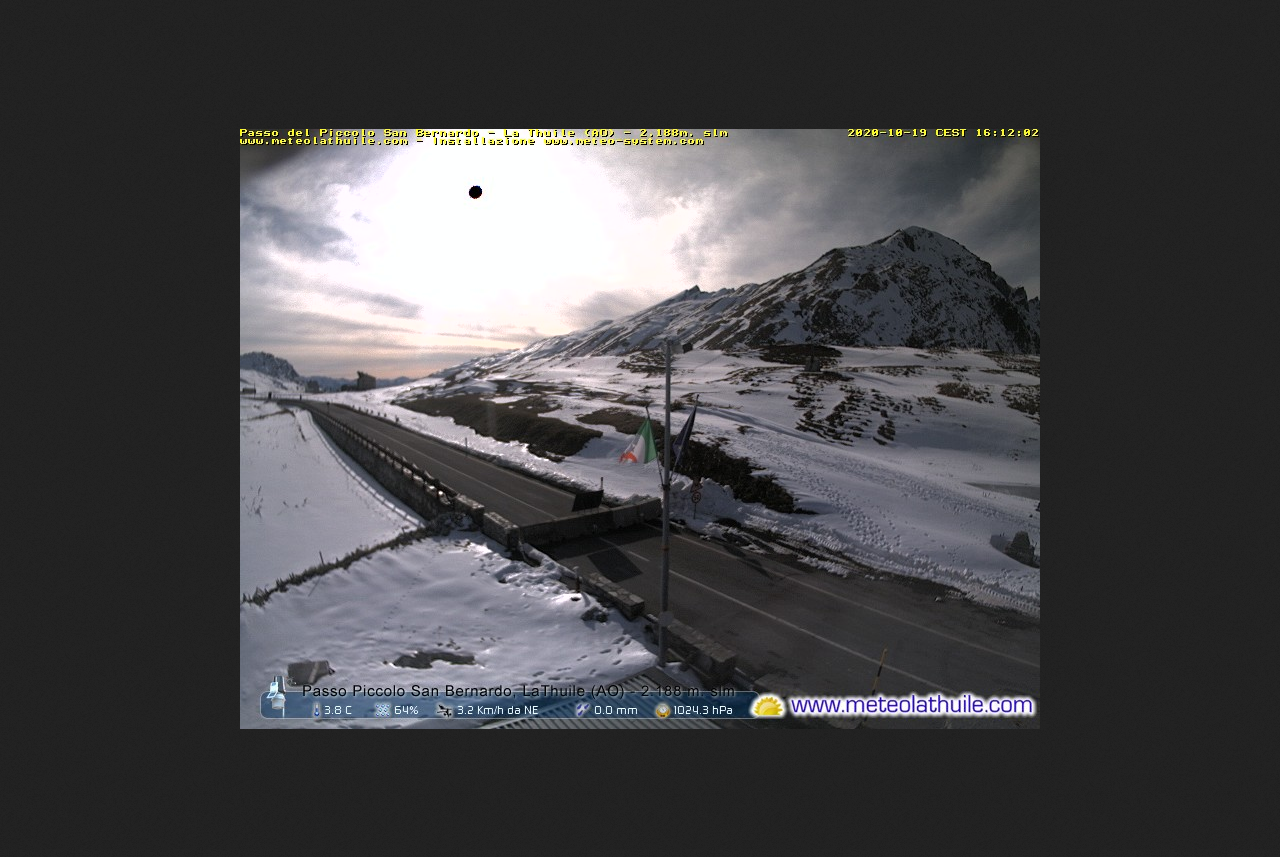 Passo del Piccolo San Bernardo - La Thuile (AO) - 2.188m. slm
2020-10-19 CEST 16:12:02
www.meteolathuile.com - Installazione www.meteo-system.com
Passo Piccolo San Bernardo, LaThuile (AO) - 2.188 m. slm
3.8 C 64% 3.2 Km/h da NE 0.0 mm 1024.3 hPa
www.meteolathuile.com